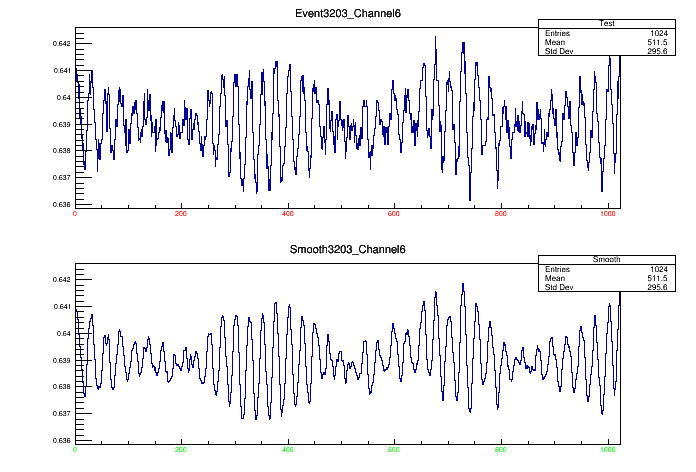 Event3203_Channel6
Test
Entries 1024
Mean 511.5
Std Dev 295.6
0.642
0.641
0.64
0.639
0.638
0.637
0.636
0 200 400 600 800 1000
Smooth3203_Channel6
Smooth
Entries 1024
Mean 511.5
Std Dev 295.6
0.642
0.641
0.64
0.639
0.638
0.637
0.636
0 200 400 600 800 1000